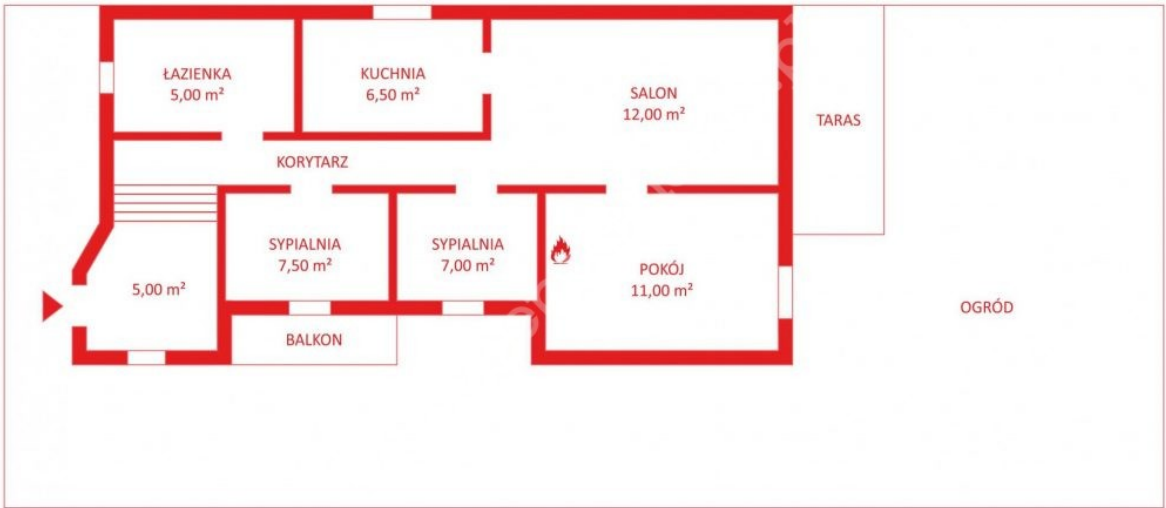 ŁAZIENKA
5,00 m²
KUCHNIA
6,50 m²
SALON
12,00 m²
TARAS
KORYTARZ
SYPIALNIA
7,50 m²
SYPIALNIA
7,00 m²
POKÓJ
11,00 m²
5,00 m²
OGRÓD
BALKON